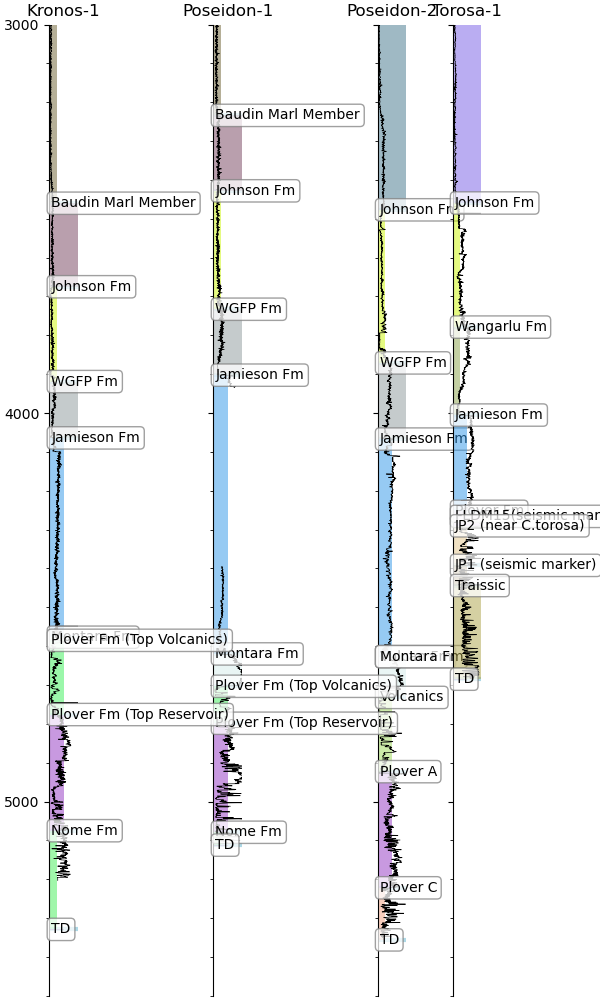 Kronos-1
Poseidon-1
Poseidon-2
Torosa-1
3000
4000
5000
Baudin Marl Member
Johnson Fm
WGFP Fm
Jamieson Fm
Plover Fm (Top Volcanics)
Plover Fm (Top Reservoir)
Nome Fm
TD
Baudin Marl Member
Johnson Fm
WGFP Fm
Jamieson Fm
Montara Fm
Plover Fm (Top Volcanics)
Plover Fm (Top Reservoir)
Nome Fm
TD
Johnson Fm
WGFP Fm
Jamieson Fm
Montara Fm
Volcanics
Plover A
Plover C
TD
Johnson Fm
Wangarlu Fm
Jamieson Fm
JP2 (near C.torosa)
JP1 (seismic marker)
Traissic
TD